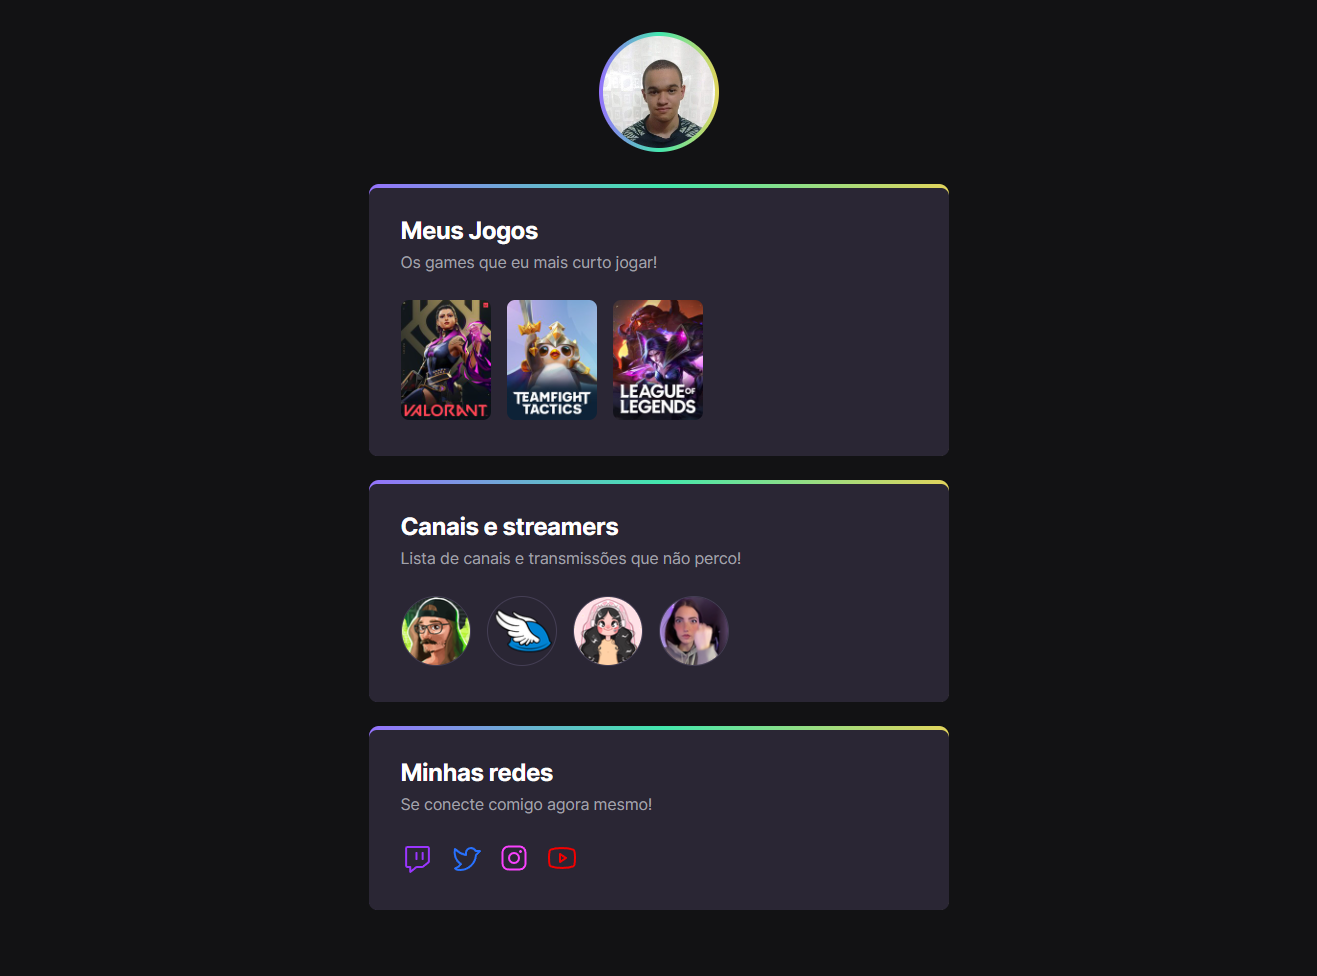 Meus Jogos
Os games que eu mais curto jogar!
VALORANT
TEAMFIGHT
TACTICS
LEAGUE OF
LEGENDS
Canais e streamers
Lista de canais e transmissões que não perco!
Minhas redes
Se conecte comigo agora mesmo!